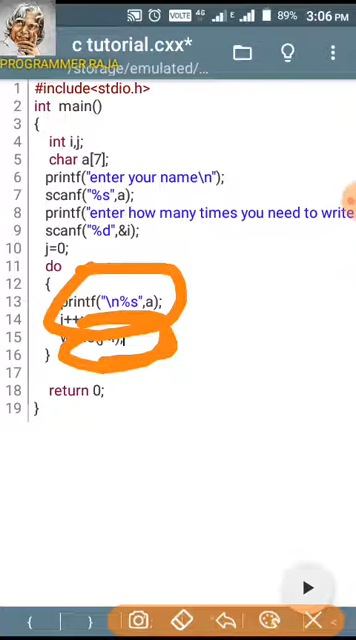 VOLTE 4G 89% 3:06 PM
PROGRAMMER RAJA
c tutorial.cxx*
/storage/emulated/...
1 #include<stdio.h>
2 int main()
3 {
4 int i,j;
5 char a[7];
6 printf("enter your name\n");
7 scanf("%s",a);
8 printf("enter how many times you need to write
9 scanf("%d",&i);
10 j=0;
11 do
12 {
13 printf("\n%s",a);
14 j++
15
16 }
17
18 return 0;
19 }
{ }